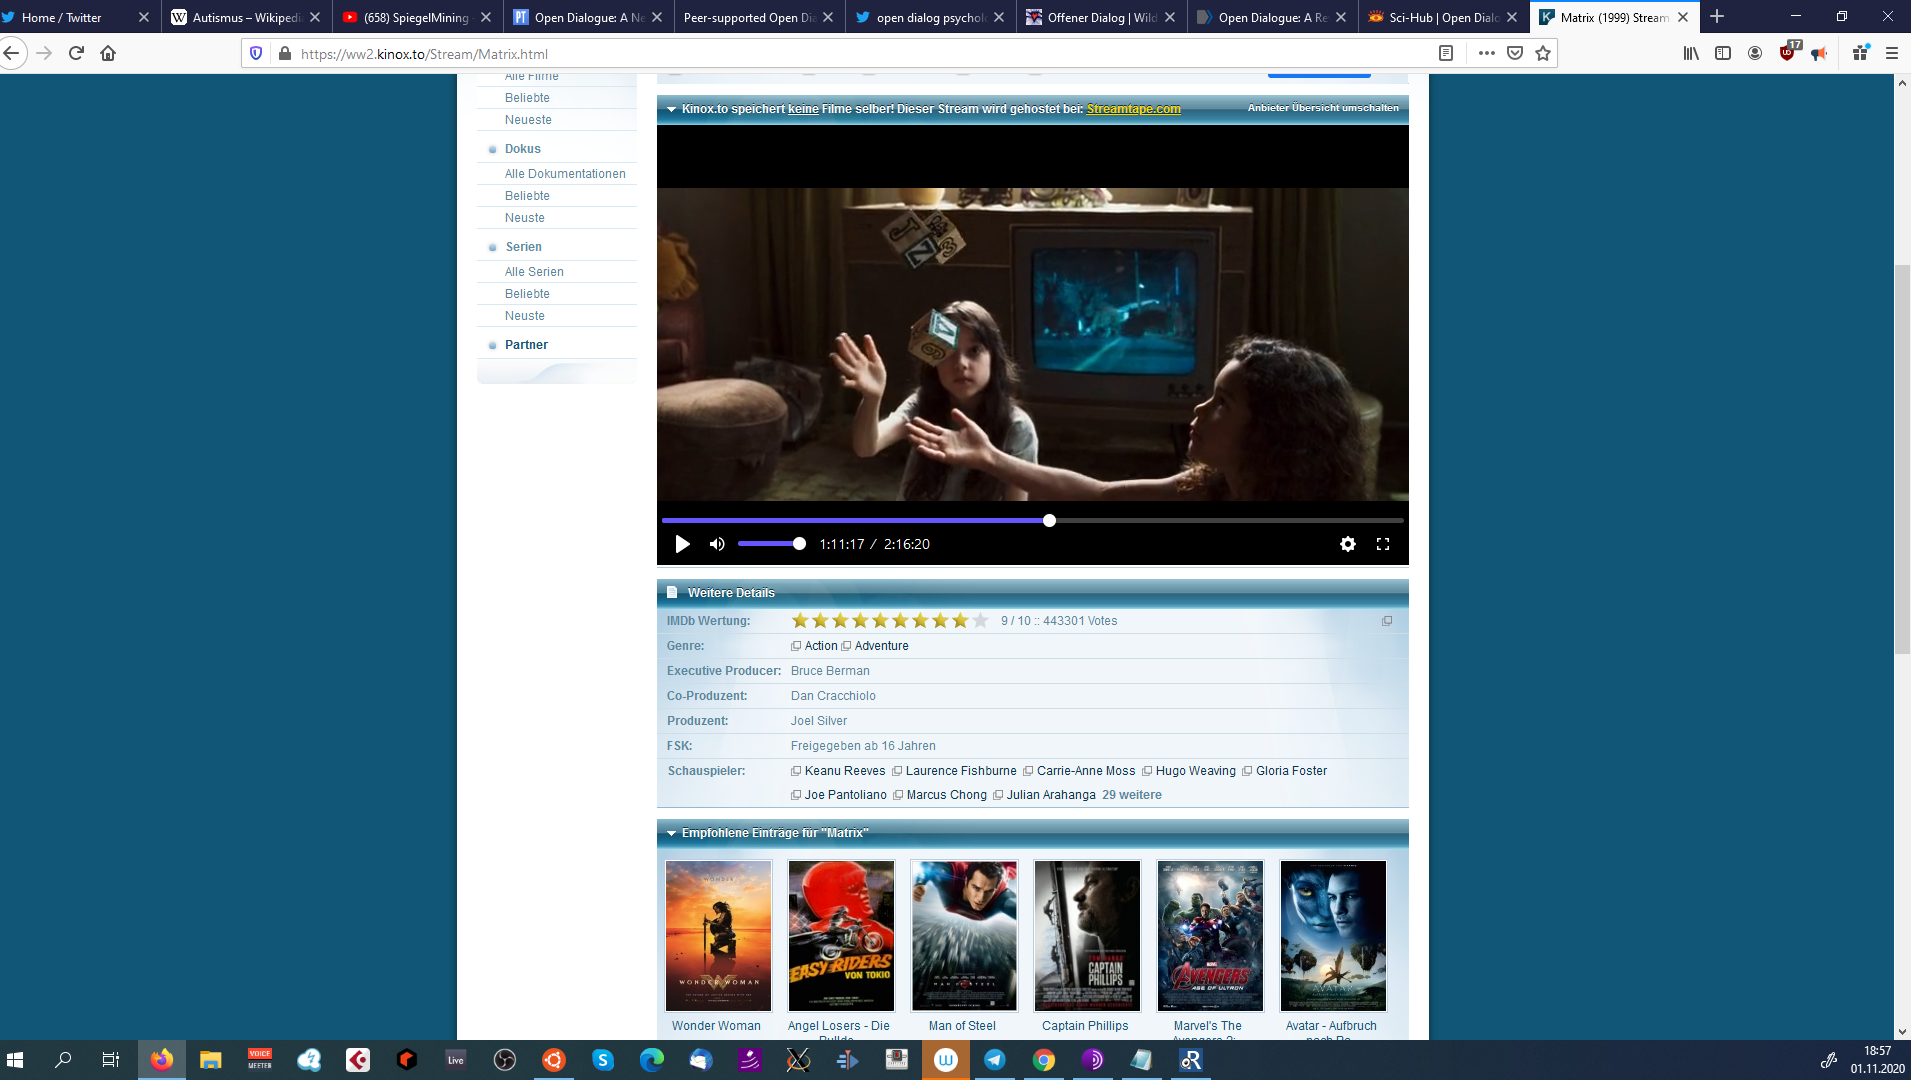 Home / Twitter
Autismus – Wikipedi
(658) SpiegelMining -
Open Dialogue: A Ne
Peer-supported Open Dia
open dialog psychol
Offener Dialog | Wild
Open Dialogue: A Re
Sci-Hub | Open Dialo
Matrix (1999) Stream
https://ww2.kinox.to/Stream/Matrix.html
17
Alle Filme
Beliebte
Neueste
Dokus
Alle Dokumentationen
Beliebte
Neuste
Serien
Alle Serien
Beliebte
Neuste
Partner
Kinox.to speichert keine Filme selber! Dieser Stream wird gehostet bei: Streamtape.com
Anbieter Übersicht umschalten
1:11:17 / 2:16:20
Weitere Details
IMDb Wertung: 9 / 10 :: 443301 Votes
Genre: Action Adventure
Executive Producer: Bruce Berman
Co-Produzent: Dan Cracchiolo
Produzent: Joel Silver
FSK: Freigegeben ab 16 Jahren
Schauspieler: Keanu Reeves Laurence Fishburne Carrie-Anne Moss Hugo Weaving Gloria Foster
Joe Pantoliano Marcus Chong Julian Arahanga 29 weitere
Empfohlene Einträge für "Matrix"
WONDER WOMAN
EASY RIDERS
VON TOKIO
CAPTAIN
PHILLIPS
AVENGERS
AGE OF ULTRON
AVATAR
Wonder Woman
Angel Losers - Die
Man of Steel
Captain Phillips
Marvel's The
Avatar - Aufbruch
VOICE
MEETER
Live
18:57
01.11.2020